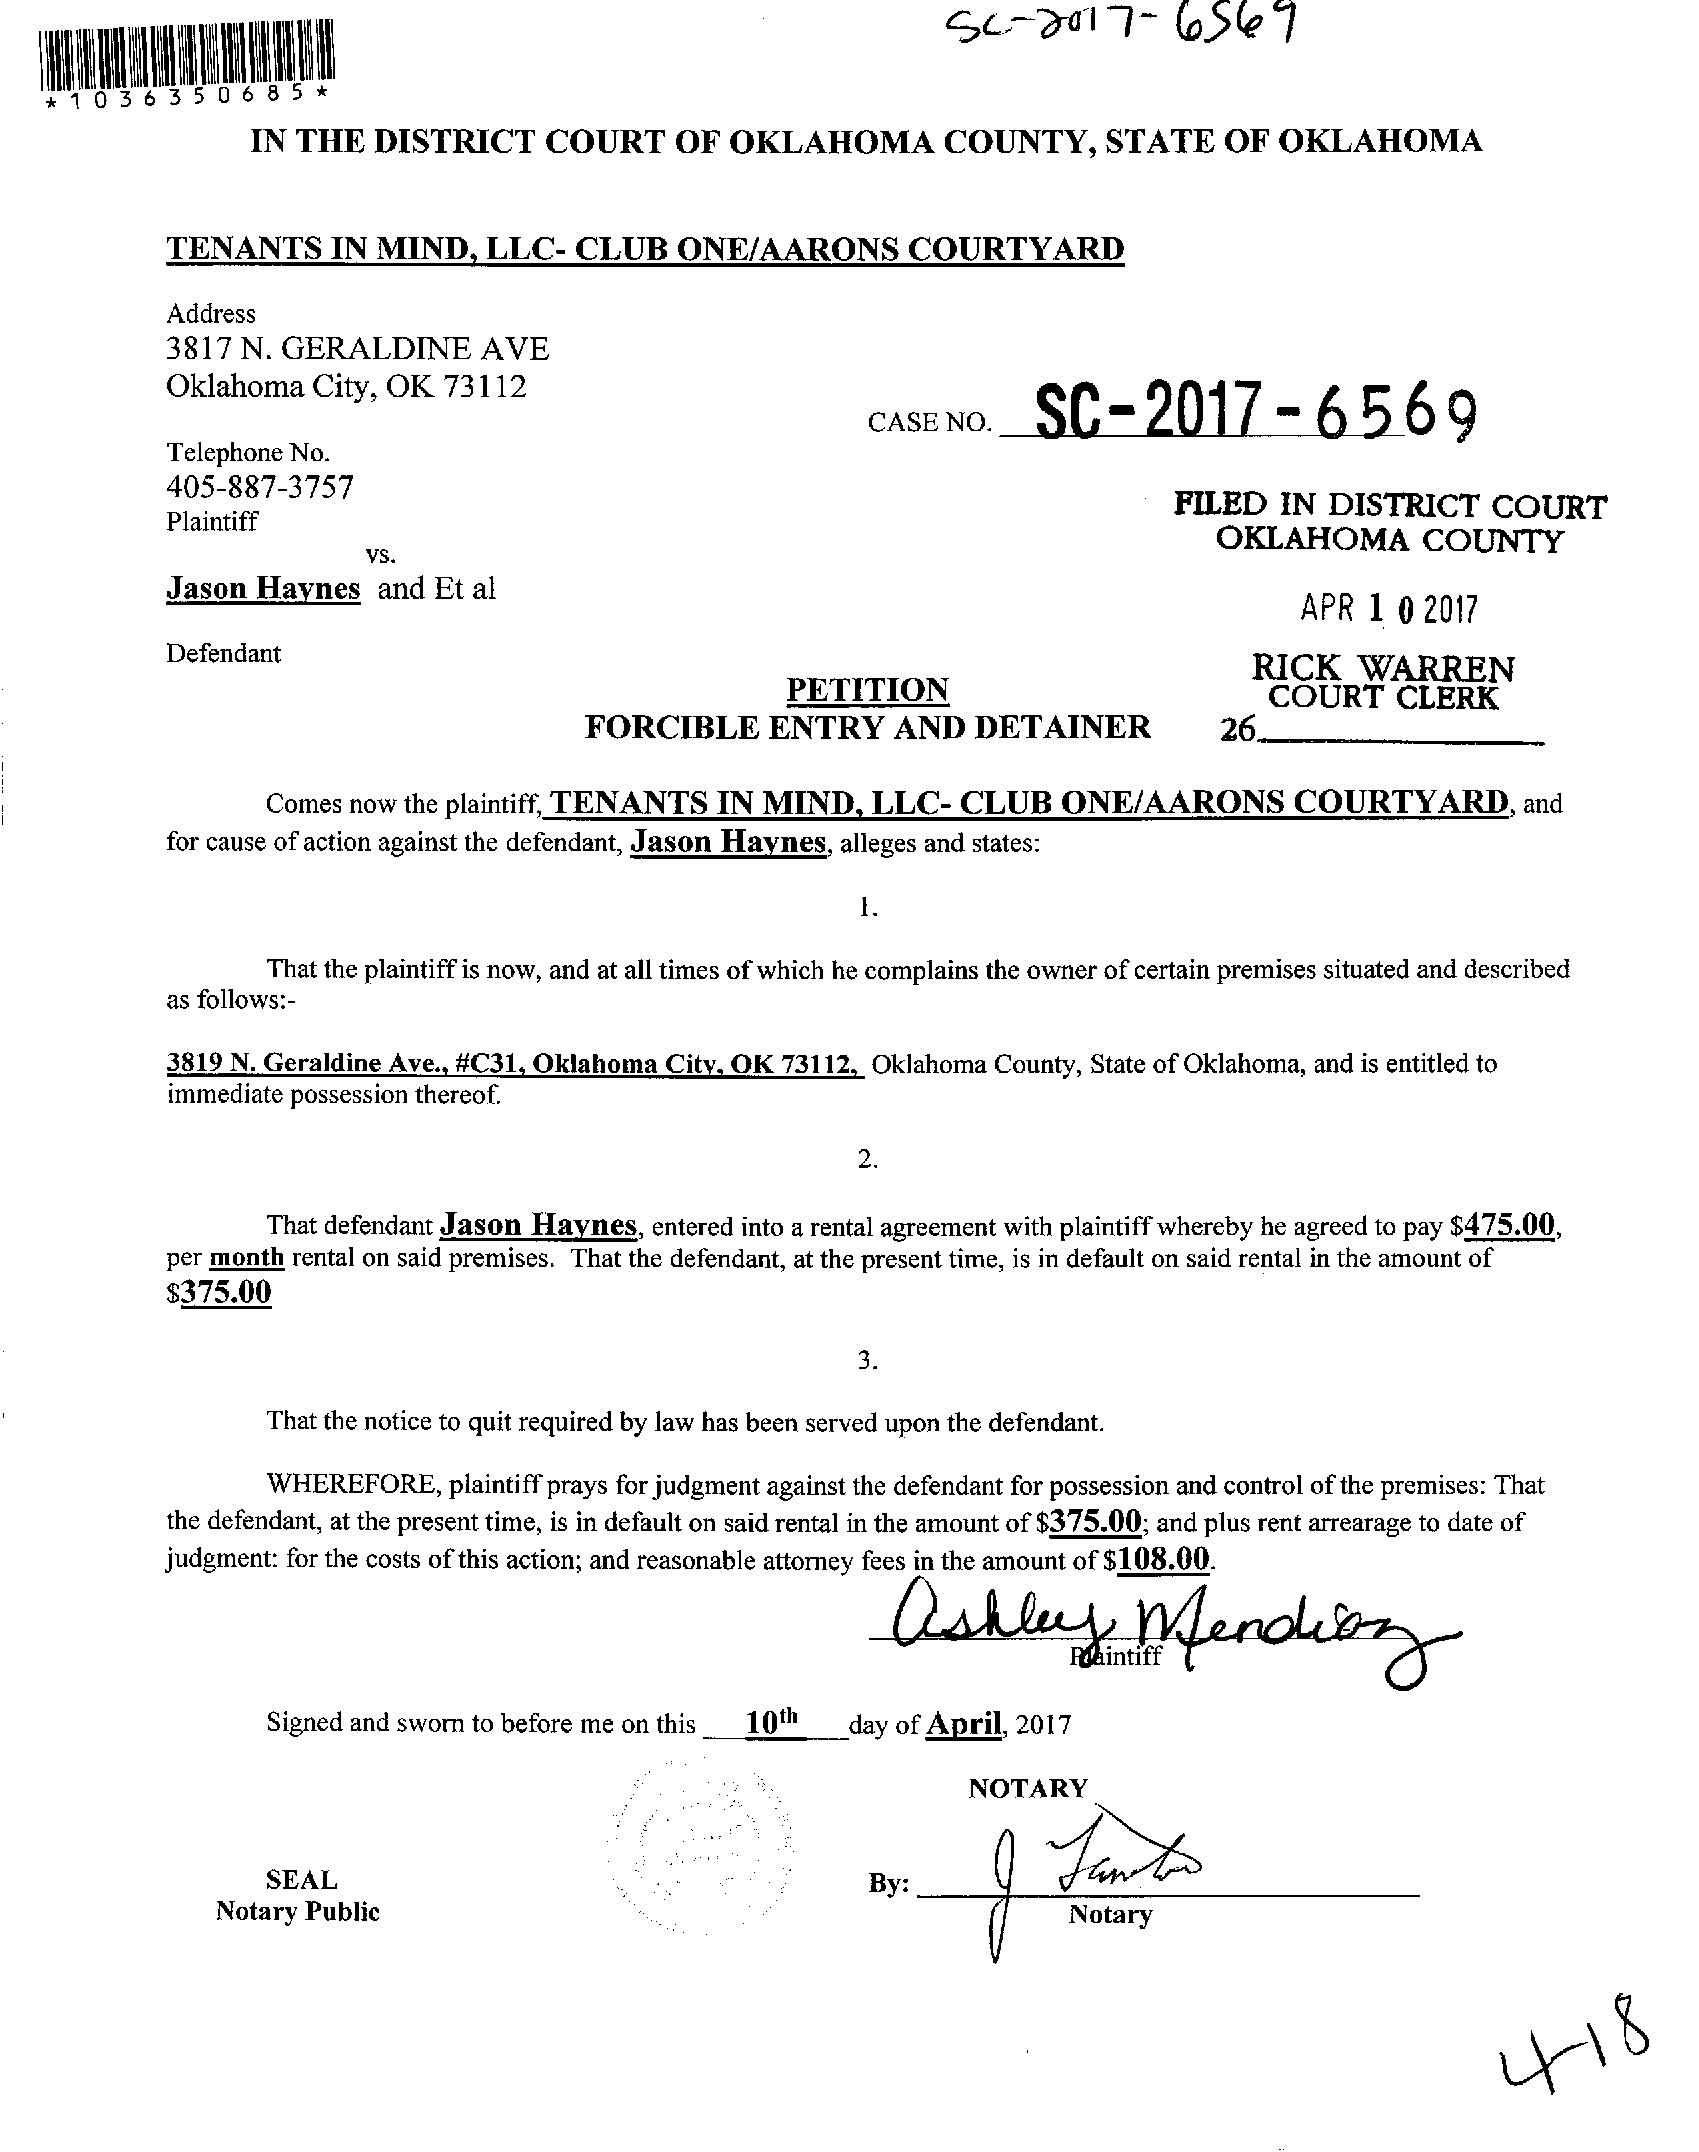 SC-2017-6569
*1036350685*
IN THE DISTRICT COURT OF OKLAHOMA COUNTY, STATE OF OKLAHOMA
TENANTS IN MIND, LLC- CLUB ONE/AARONS COURTYARD
Address
3817 N. GERALDINE AVE
Oklahoma City, OK 73112
CASE NO. SC-2017-6569
Telephone No.
405-887-3757
Plaintiff
vs.
Jason Haynes and Et al
Defendant
FILED IN DISTRICT COURT
OKLAHOMA COUNTY
APR 10 2017
RICK WARREN
COURT CLERK
26
PETITION
FORCIBLE ENTRY AND DETAINER
Comes now the plaintiff, TENANTS IN MIND, LLC- CLUB ONE/AARONS COURTYARD, and
for cause of action against the defendant, Jason Haynes, alleges and states:
1.
That the plaintiff is now, and at all times of which he complains the owner of certain premises situated and described
as follows:-
3819 N. Geraldine Ave., #C31, Oklahoma City, OK 73112, Oklahoma County, State of Oklahoma, and is entitled to
immediate possession thereof.
2.
That defendant Jason Haynes, entered into a rental agreement with plaintiff whereby he agreed to pay $475.00,
per month rental on said premises. That the defendant, at the present time, is in default on said rental in the amount of
$375.00
3.
That the notice to quit required by law has been served upon the defendant.
WHEREFORE, plaintiff prays for judgment against the defendant for possession and control of the premises: That
the defendant, at the present time, is in default on said rental in the amount of $375.00; and plus rent arrearage to date of
judgment: for the costs of this action; and reasonable attorney fees in the amount of $108.00.
Ashley Mendiaz
Plaintiff
Signed and sworn to before me on this 10th day of April, 2017
NOTARY
SEAL
Notary Public
By: J
Notary
4-18